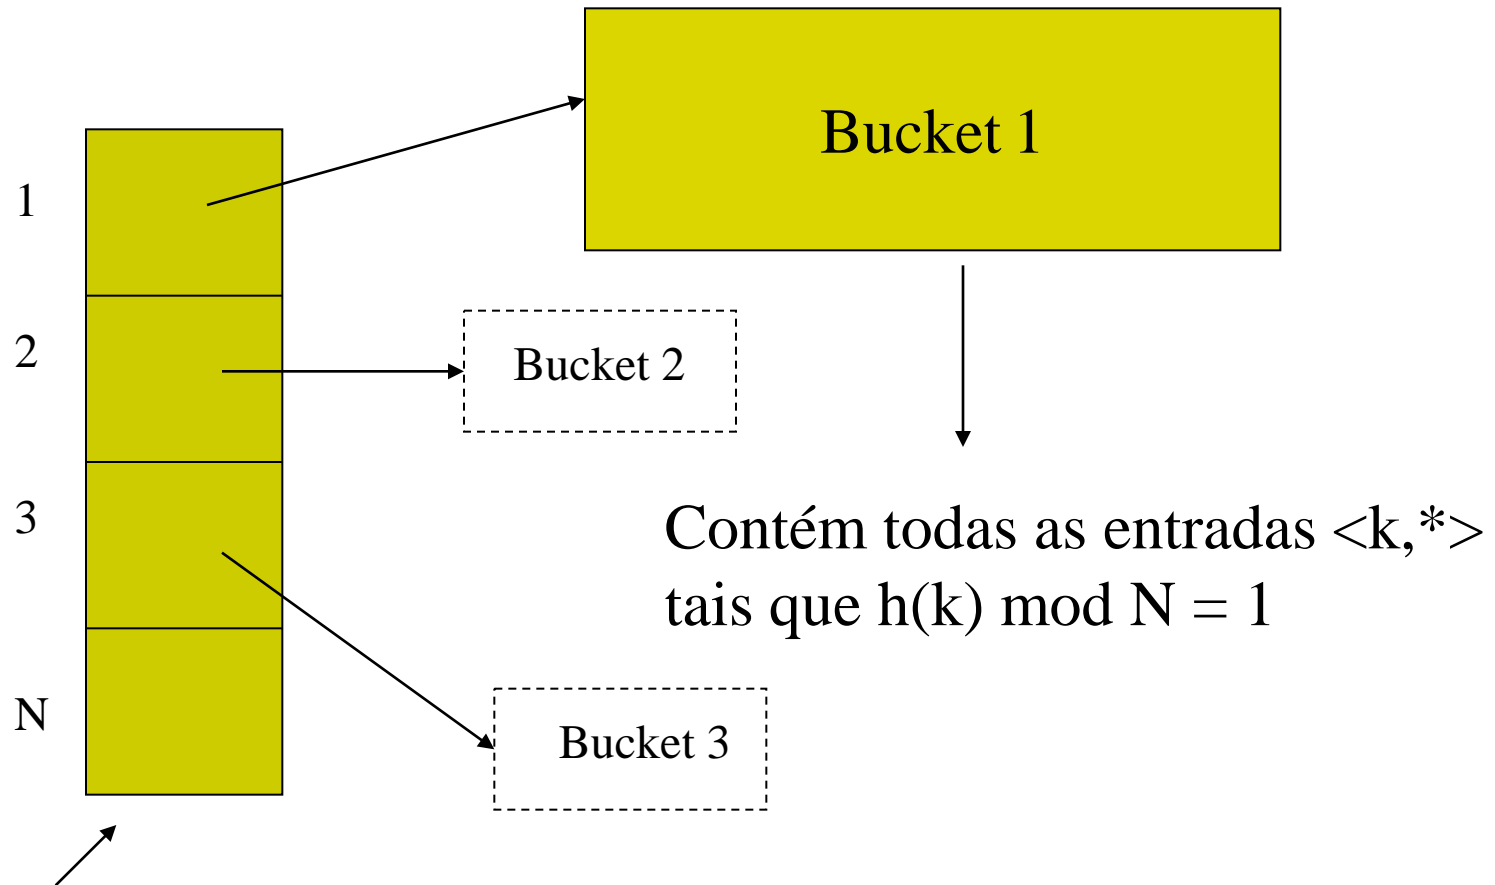 Bucket 1
1
2
Bucket 2
3
Contém todas as entradas <k,*>
tais que h(k) mod N = 1
N
Bucket 3